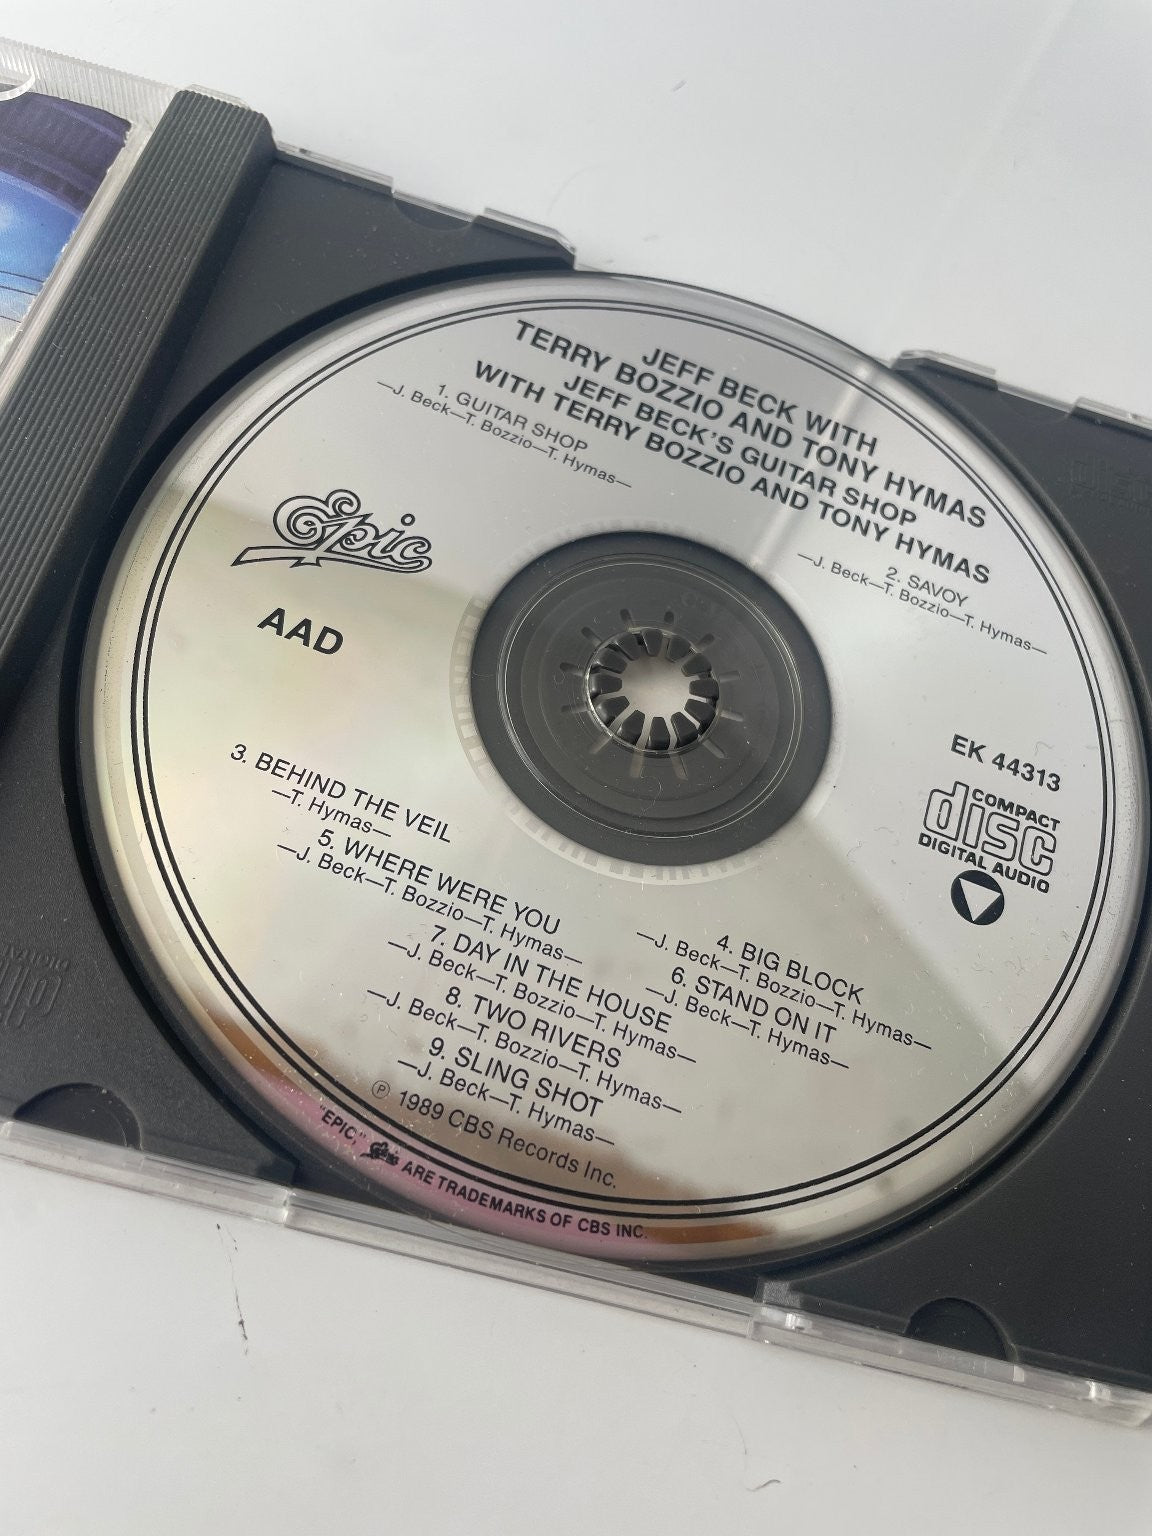 JEFF BECK WITH
TERRY BOZZIO AND TONY HYMAS
JEFF BECK'S GUITAR SHOP
WITH TERRY BOZZIO AND TONY HYMAS
1. GUITAR SHOP
—J. Beck—T. Bozzio—T. Hymas—
2. SAVOY
—J. Beck—T. Bozzio—T. Hymas—
Epic
AAD
EK 44313
COMPACT
disc
DIGITAL AUDIO
3. BEHIND THE VEIL
—T. Hymas—
4. BIG BLOCK
—J. Beck—T. Bozzio—T. Hymas—
5. WHERE WERE YOU
—J. Beck—T. Bozzio—T. Hymas—
6. STAND ON IT
—J. Beck—T. Hymas—
7. DAY IN THE HOUSE
—J. Beck—T. Bozzio—T. Hymas—
8. TWO RIVERS
—J. Beck—T. Bozzio—T. Hymas—
9. SLING SHOT
—J. Beck—T. Hymas—
℗ 1989 CBS Records Inc.
"EPIC," Epic ARE TRADEMARKS OF CBS INC.